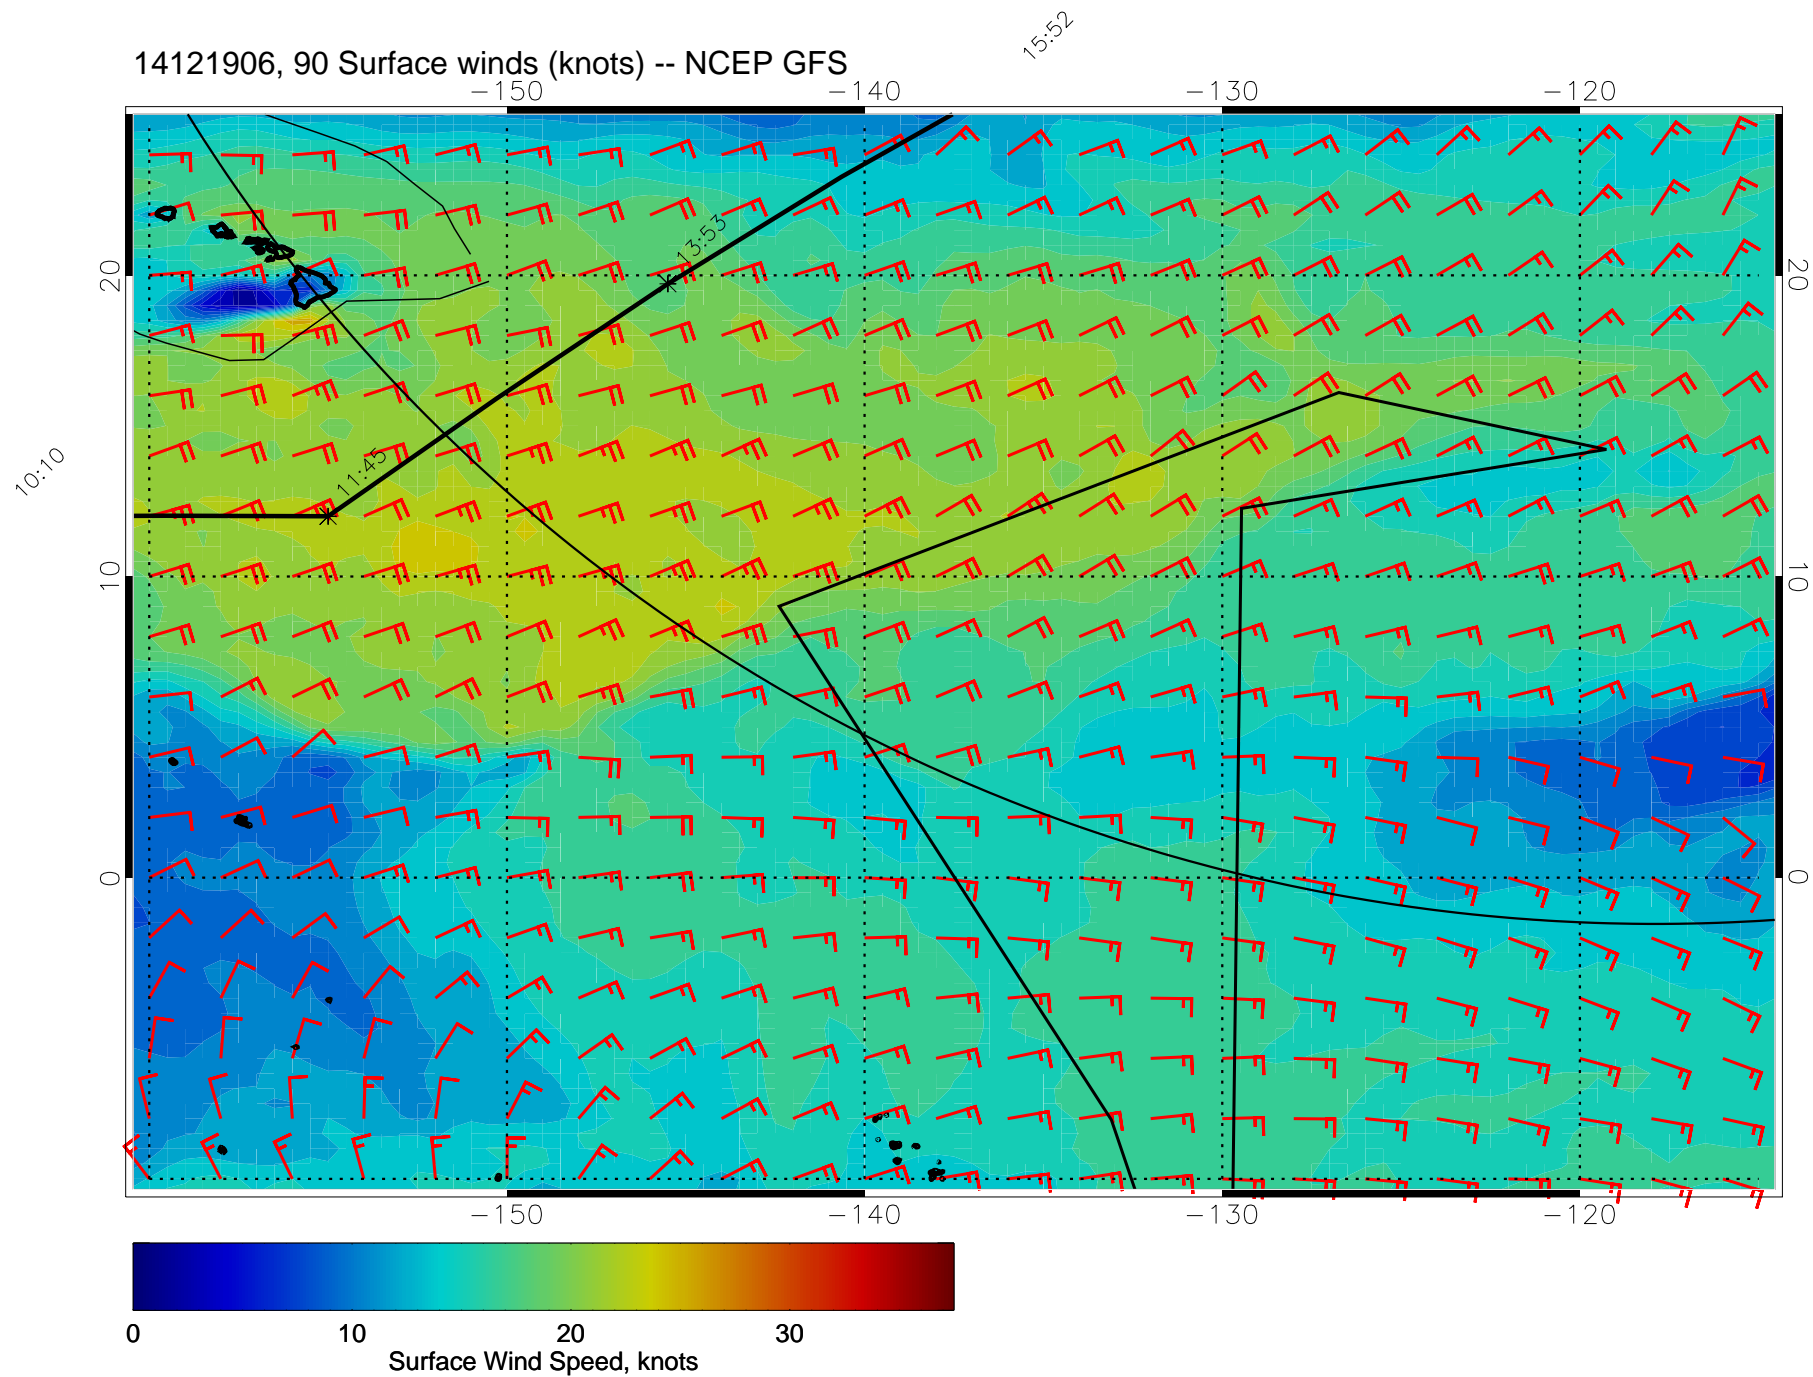 15:52
14121906, 90 Surface winds (knots) -- NCEP GFS
−150 −140 −130 −120
13:53
20 20
10:10 11:45
10 10
0 0
−150 −140 −130 −120
0 10 20 30
Surface Wind Speed, knots